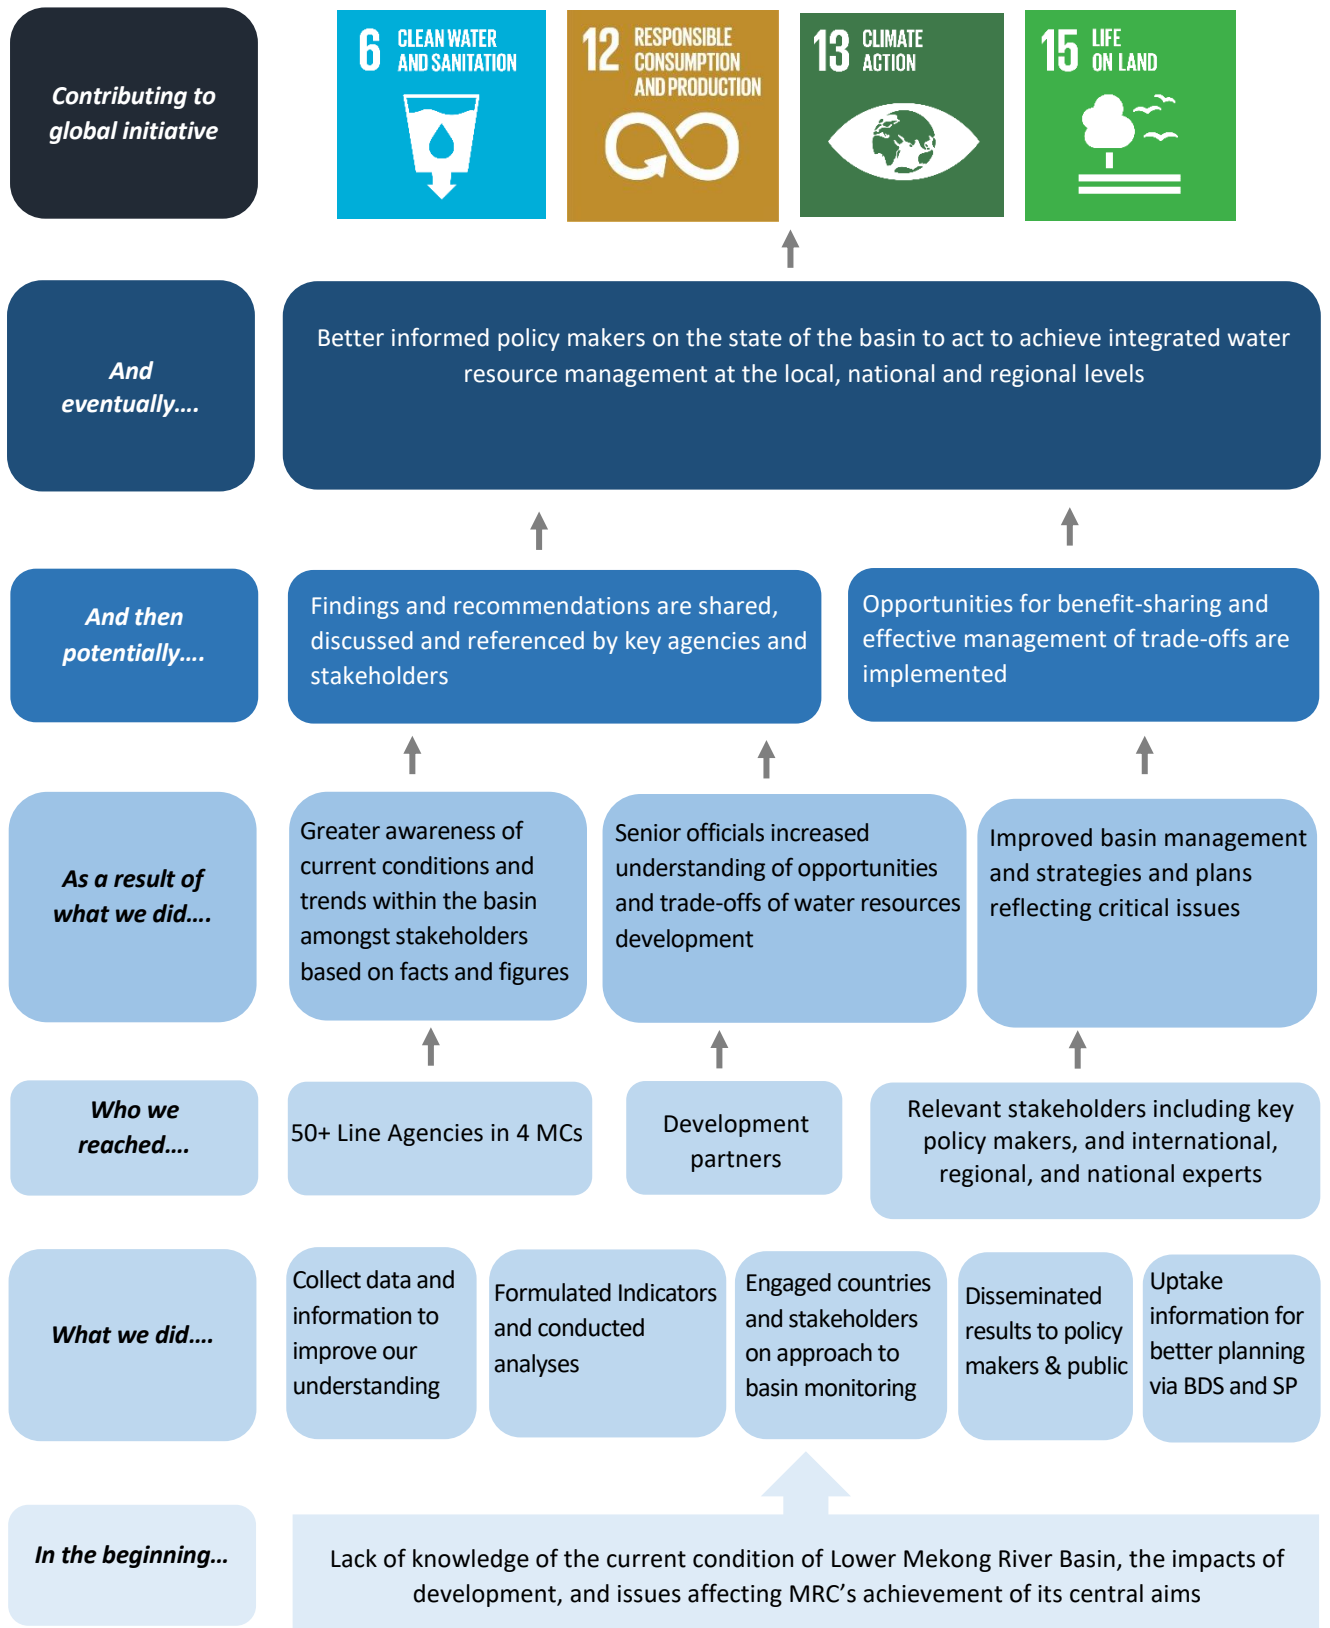 Contributing to
global initiative
6 CLEAN WATER
AND SANITATION
12 RESPONSIBLE
CONSUMPTION
AND PRODUCTION
13 CLIMATE
ACTION
15 LIFE
ON LAND
And
eventually....
Better informed policy makers on the state of the basin to act to achieve integrated water
resource management at the local, national and regional levels
And then
potentially....
Findings and recommendations are shared,
discussed and referenced by key agencies and
stakeholders
Opportunities for benefit-sharing and
effective management of trade-offs are
implemented
As a result of
what we did....
Greater awareness of
current conditions and
trends within the basin
amongst stakeholders
based on facts and figures
Senior officials increased
understanding of opportunities
and trade-offs of water resources
development
Improved basin management
and strategies and plans
reflecting critical issues
Who we
reached....
50+ Line Agencies in 4 MCs
Development
partners
Relevant stakeholders including key
policy makers, and international,
regional, and national experts
What we did....
Collect data and
information to
improve our
understanding
Formulated Indicators
and conducted
analyses
Engaged countries
and stakeholders
on approach to
basin monitoring
Disseminated
results to policy
makers & public
Uptake
information for
better planning
via BDS and SP
In the beginning...
Lack of knowledge of the current condition of Lower Mekong River Basin, the impacts of
development, and issues affecting MRC’s achievement of its central aims